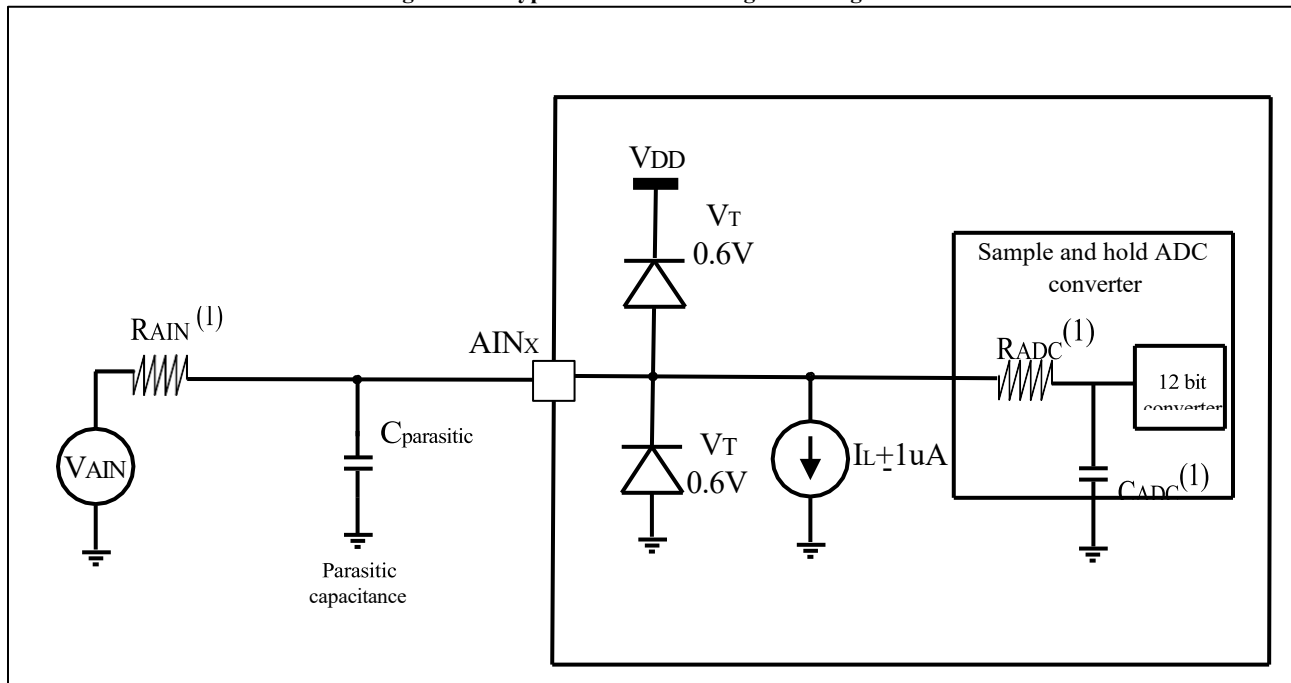 VDD
VT
0.6V
Sample and hold ADC
converter
RAIN(1)
AINX
RADC(1)
12 bit
converter
Cparasitic
VT
0.6V
IL±1uA
VAIN
CADC(1)
Parasitic
capacitance